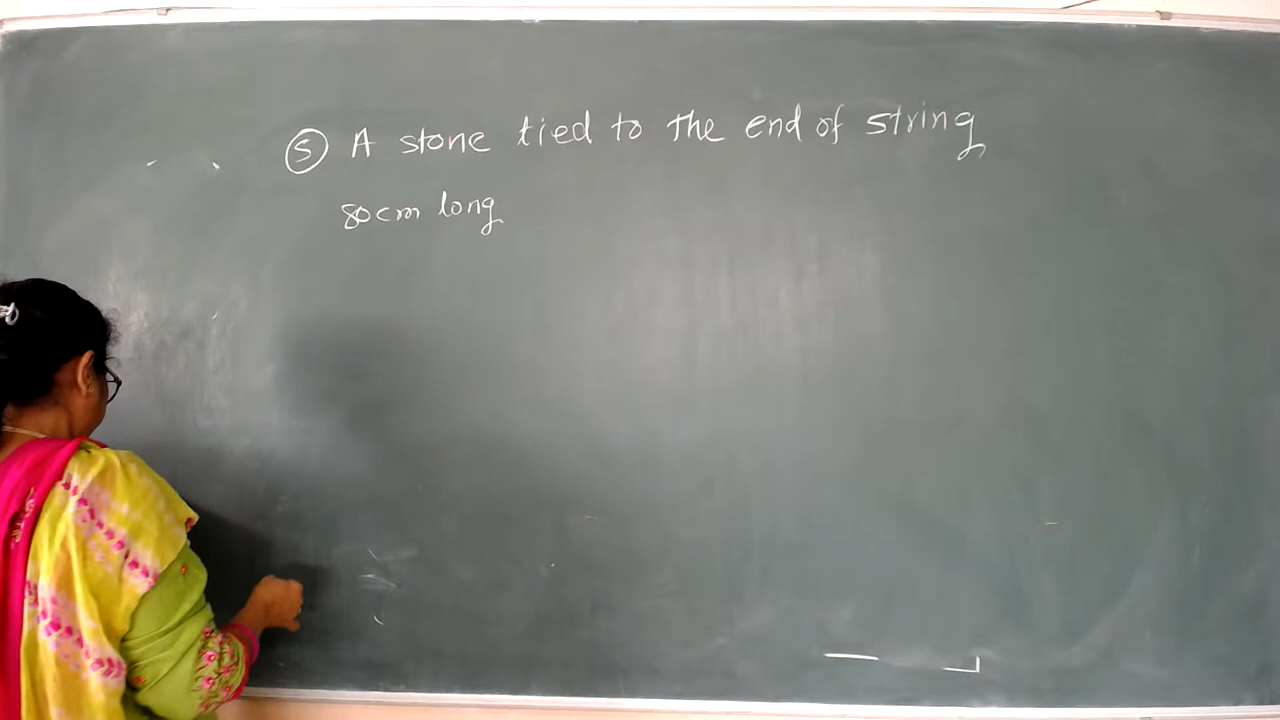 ⑤ A stone tied to the end of string
80cm long